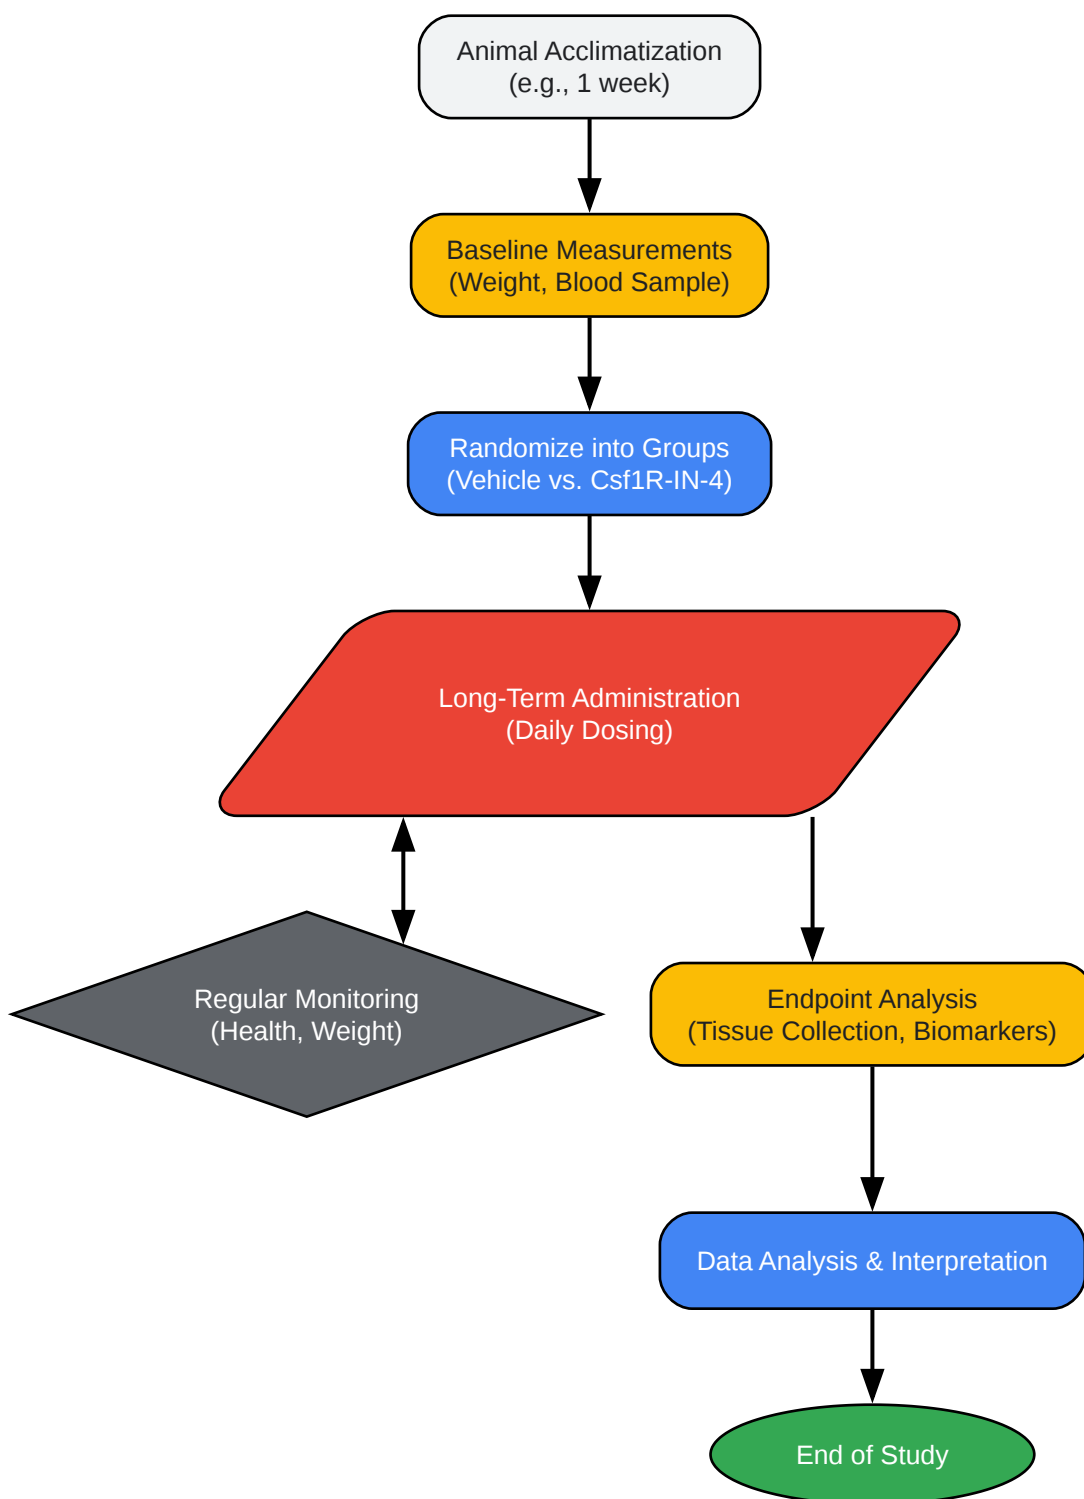 Animal Acclimatization
(e.g., 1 week)
Baseline Measurements
(Weight, Blood Sample)
Randomize into Groups
(Vehicle vs. Csf1R-IN-4)
Long-Term Administration
(Daily Dosing)
Regular Monitoring
(Health, Weight)
Endpoint Analysis
(Tissue Collection, Biomarkers)
Data Analysis & Interpretation
End of Study